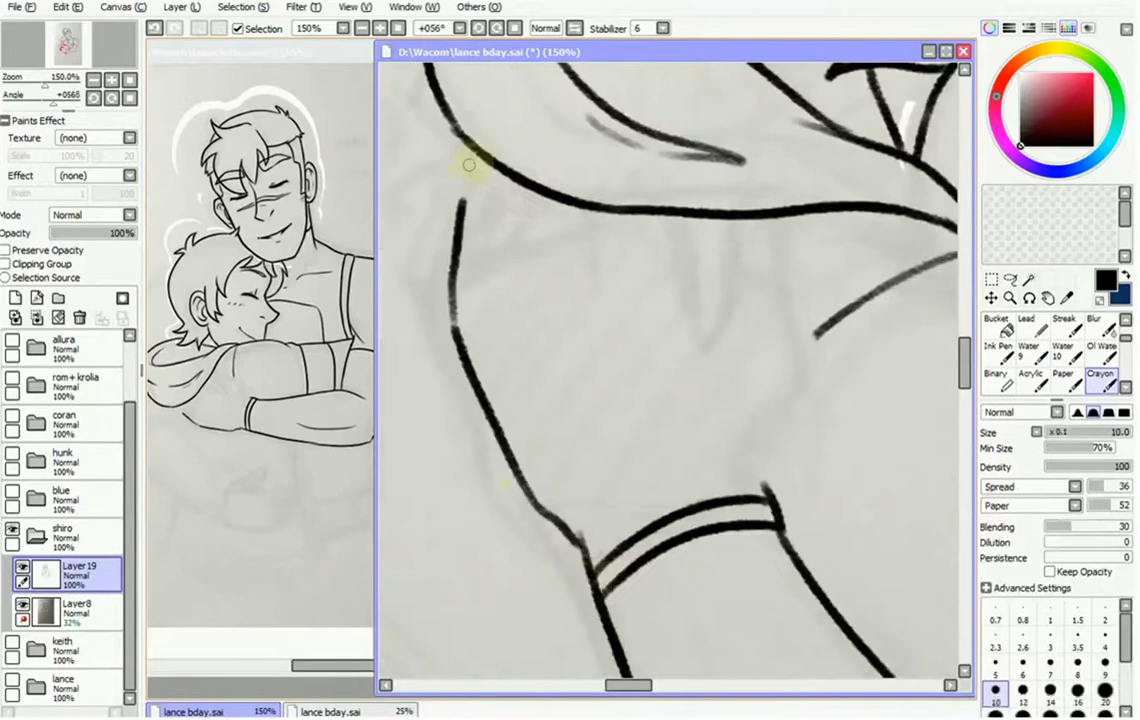 File (F) Edit (E) Canvas (C) Layer (L) Selection (S) Filter (T) View (V) Window (W) Others (O)
Selection 150% +056° Normal Stabilizer 6
D:\Wacom\lance bday.sai (*) (150%)
Zoom 150.0%
Angle +056ß
Paints Effect
Texture (none)
Scale 100% 20
Effect (none)
Width 1 100
Mode Normal
Opacity 100%
Preserve Opacity
Clipping Group
Selection Source
allura
Normal
100%
rom+krolia
Normal
100%
coran
Normal
100%
hunk
Normal
100%
blue
Normal
100%
shiro
Normal
100%
Layer19
Normal
100%
Layer8
Normal
32%
keith
Normal
100%
lance
Normal
100%
Bucket Lead Streak Blur
Ink Pen Water 9 Water 10 Ol Wate
Binary Acrylic Paper Crayon
Normal
Size x 0.1 10.0
Min Size 70%
Density 100
Spread 36
Paper 52
Blending 30
Dilution 0
Persistence 0
Keep Opacity
Advanced Settings
0.7 0.8 1 1.5 2
2.3 2.6 3 3.5 4
5 6 7 8 9
10 12 14 16 20
lance bday.sai 150% lance bday.sai 25%